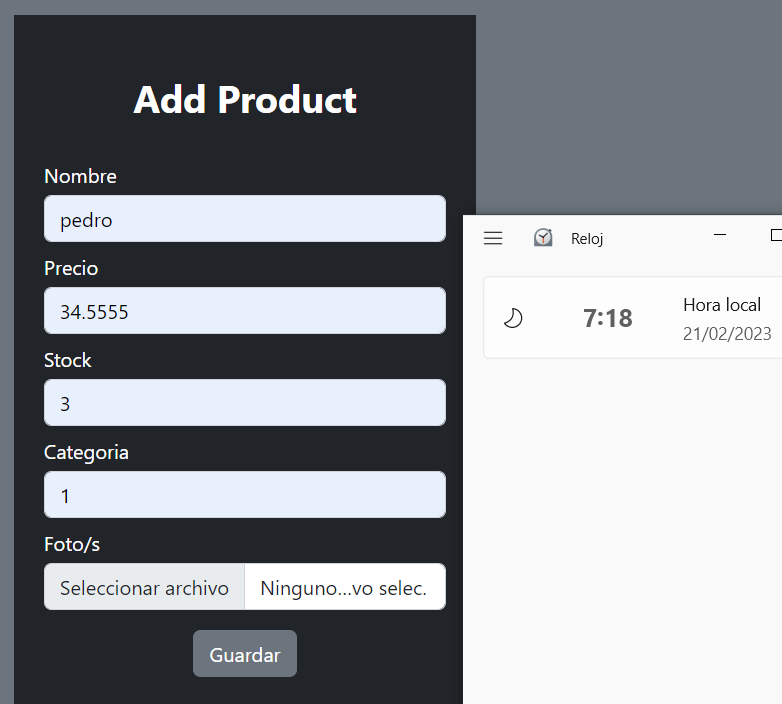 Add Product
Nombre
pedro
Precio
34.5555
Stock
3
Categoria
1
Foto/s
Seleccionar archivo Ninguno...vo selec.
Guardar
Reloj
7:18
Hora local
21/02/2023